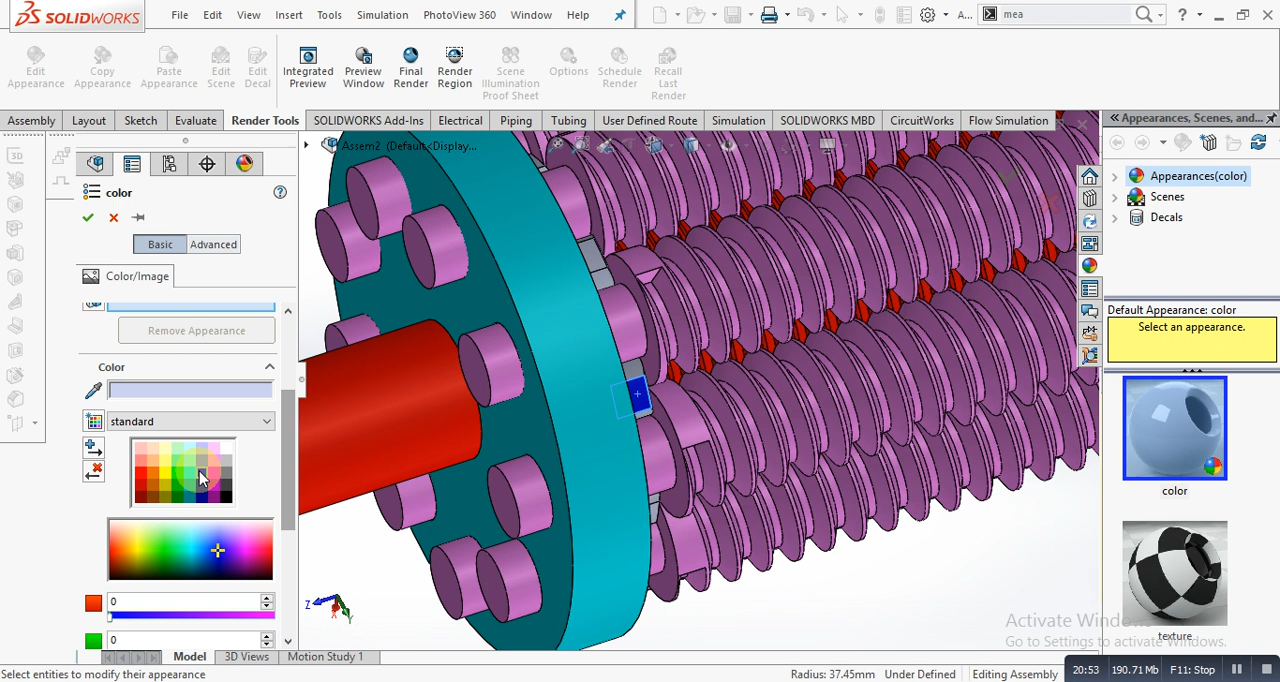 SOLIDWORKS File Edit View Insert Tools Simulation PhotoView 360 Window Help A... mea ?
Edit Appearance
Copy Appearance
Paste Appearance
Edit Scene
Edit Decal
Integrated Preview
Preview Window
Final Render
Render Region
Scene Illumination Proof Sheet
Options
Schedule Render
Recall Last Render
Assembly Layout Sketch Evaluate Render Tools SOLIDWORKS Add-Ins Electrical Piping Tubing User Defined Route Simulation SOLIDWORKS MBD CircuitWorks Flow Simulation
Appearances, Scenes, and...
Assem2 (Default<Display...
color
Basic Advanced
Color/Image
Remove Appearance
Color
standard
0
0
Appearances(color)
Scenes
Decals
Default Appearance: color
Select an appearance.
color
texture
Z
Y
Activate Windows
Go to Settings to activate Windows.
Model 3D Views Motion Study 1
Select entities to modify their appearance Radius: 37.45mm Under Defined Editing Assembly
20:53 190.71 Mb F11: Stop